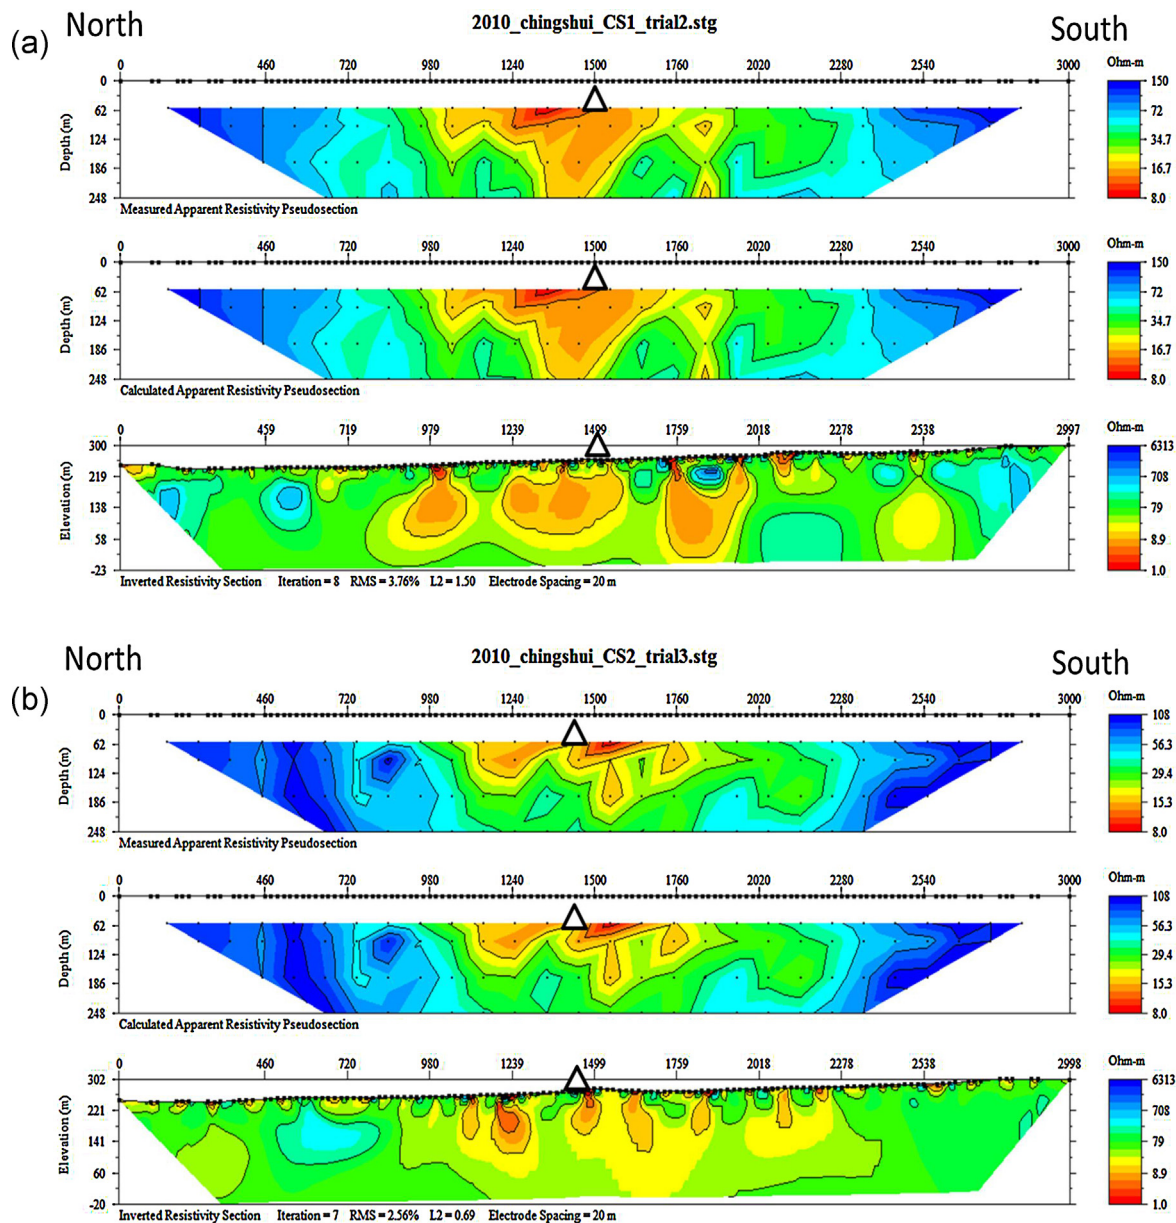 North
2010_chingshui_CS1_trial2.stg
South
(a)
0 460 720 980 1240 1500 1760 2020 2280 2540 3000
Ohm-m
Depth (m)
0
62
124
186
248
150
72
34.7
16.7
8.0
Measured Apparent Resistivity Pseudosection
0 460 720 980 1240 1500 1760 2020 2280 2540 3000
Ohm-m
Depth (m)
0
62
124
186
248
150
72
34.7
16.7
8.0
Calculated Apparent Resistivity Pseudosection
0 459 719 979 1239 1499 1759 2018 2278 2538 2997
Ohm-m
Elevation (m)
300
219
138
58
-23
6313
708
79
8.9
1.0
Inverted Resistivity Section Iteration = 8 RMS = 3.76% L2 = 1.50 Electrode Spacing = 20 m
North
2010_chingshui_CS2_trial3.stg
South
(b)
0 460 720 980 1240 1500 1760 2020 2280 2540 3000
Ohm-m
Depth (m)
0
62
124
186
248
108
563
29.4
15.3
8.0
Measured Apparent Resistivity Pseudosection
0 460 720 980 1240 1500 1760 2020 2280 2540 3000
Ohm-m
Depth (m)
0
62
124
186
248
108
563
29.4
15.3
8.0
Calculated Apparent Resistivity Pseudosection
0 460 720 980 1239 1499 1759 2018 2278 2538 2998
Ohm-m
Elevation (m)
302
221
141
60
-20
6313
708
79
8.9
1.0
Inverted Resistivity Section Iteration = 7 RMS = 2.56% L2 = 0.69 Electrode Spacing = 20 m